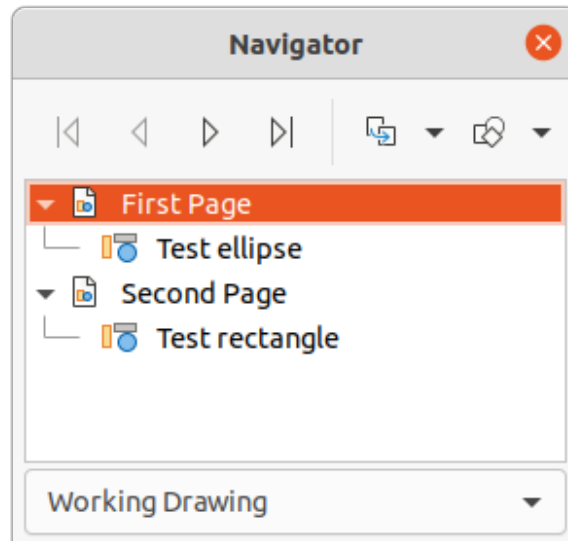 Navigator
First Page
Test ellipse
Second Page
Test rectangle
Working Drawing